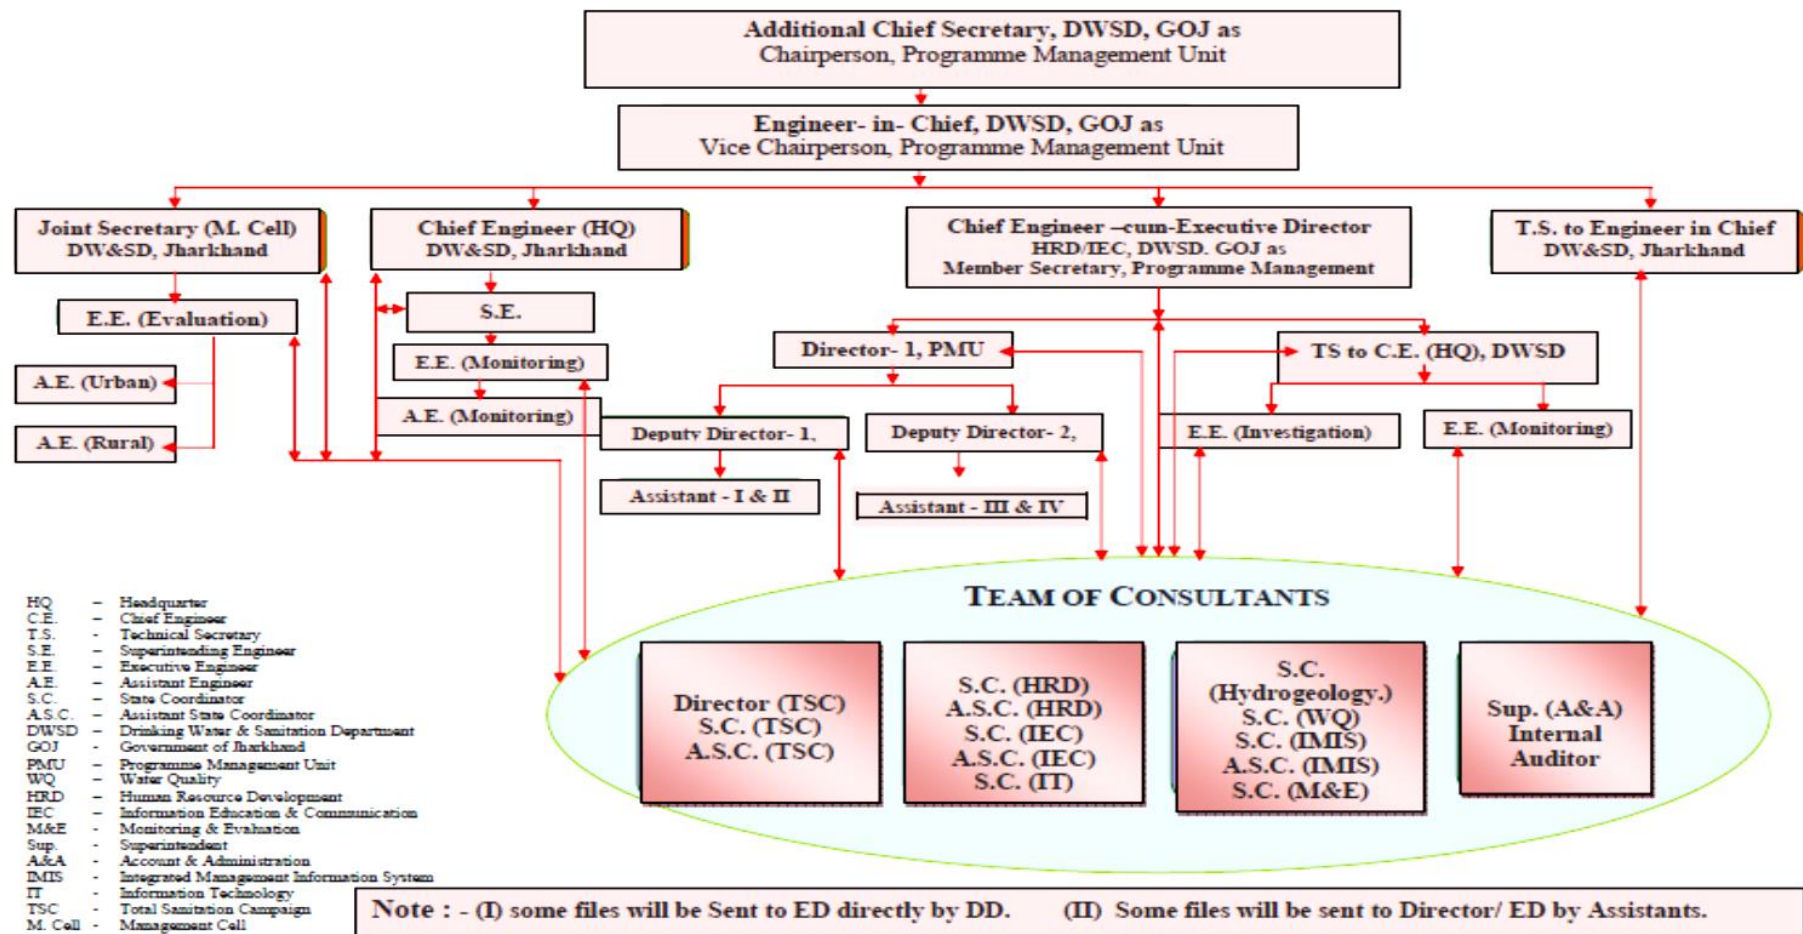 Additional Chief Secretary, DWSD, GOJ as
Chairperson, Programme Management Unit
Engineer- in- Chief, DWSD, GOJ as
Vice Chairperson, Programme Management Unit
Joint Secretary (M. Cell)
DW&SD, Jharkhand
Chief Engineer (HQ)
DW&SD, Jharkhand
Chief Engineer –cum-Executive Director
HRD/IEC, DWSD. GOJ as
Member Secretary, Programme Management
T.S. to Engineer in Chief
DW&SD, Jharkhand
E.E. (Evaluation)
A.E. (Urban)
A.E. (Rural)
S.E.
E.E. (Monitoring)
A.E. (Monitoring)
Director- 1, PMU
Deputy Director- 1,
Assistant - I & II
Deputy Director- 2,
Assistant - III & IV
TS to C.E. (HQ), DWSD
E.E. (Investigation)
E.E. (Monitoring)
TEAM OF CONSULTANTS
Director (TSC)
S.C. (TSC)
A.S.C. (TSC)
S.C. (HRD)
A.S.C. (HRD)
S.C. (IEC)
A.S.C. (IEC)
S.C. (IT)
S.C.
(Hydrogeology.)
S.C. (WQ)
S.C. (IMIS)
A.S.C. (IMIS)
S.C. (M&E)
Sup. (A&A)
Internal
Auditor
HQ – Headquarter
C.E. – Chief Engineer
T.S. - Technical Secretary
S.E. – Superintending Engineer
E.E. – Executive Engineer
A.E. – Assistant Engineer
S.C. – State Coordinator
A.S.C. – Assistant State Coordinator
DWSD – Drinking Water & Sanitation Department
GOJ - Government of Jharkhand
PMU – Programme Management Unit
WQ – Water Quality
HRD – Human Resource Development
IEC – Information Education & Communication
M&E - Monitoring & Evaluation
Sup. - Superintendent
A&A - Account & Administration
IMIS - Integrated Management Information System
IT - Information Technology
TSC - Total Sanitation Campaign
M. Cell - Management Cell
Note : - (I) some files will be Sent to ED directly by DD. (II) Some files will be sent to Director/ ED by Assistants.